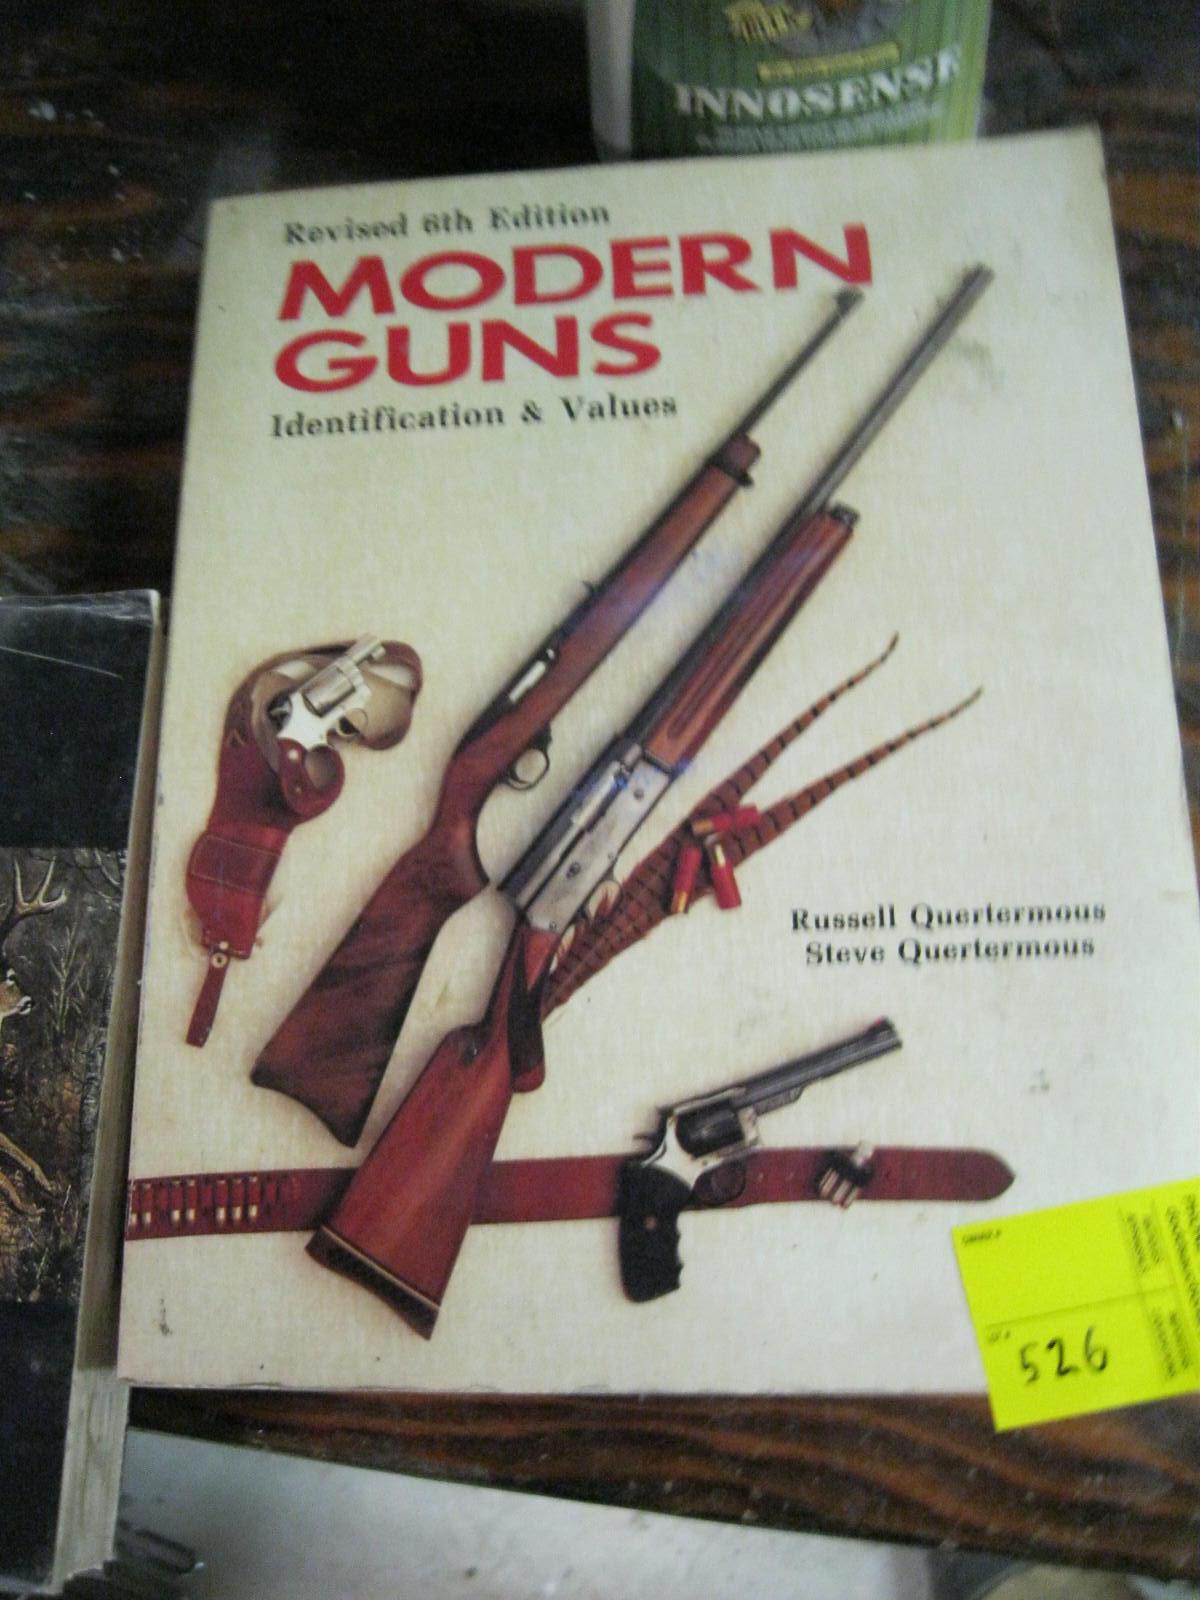 INNOSENSE
Revised 6th Edition
MODERN
GUNS
Identification & Values
Russell Quertermous
Steve Quertermous
526